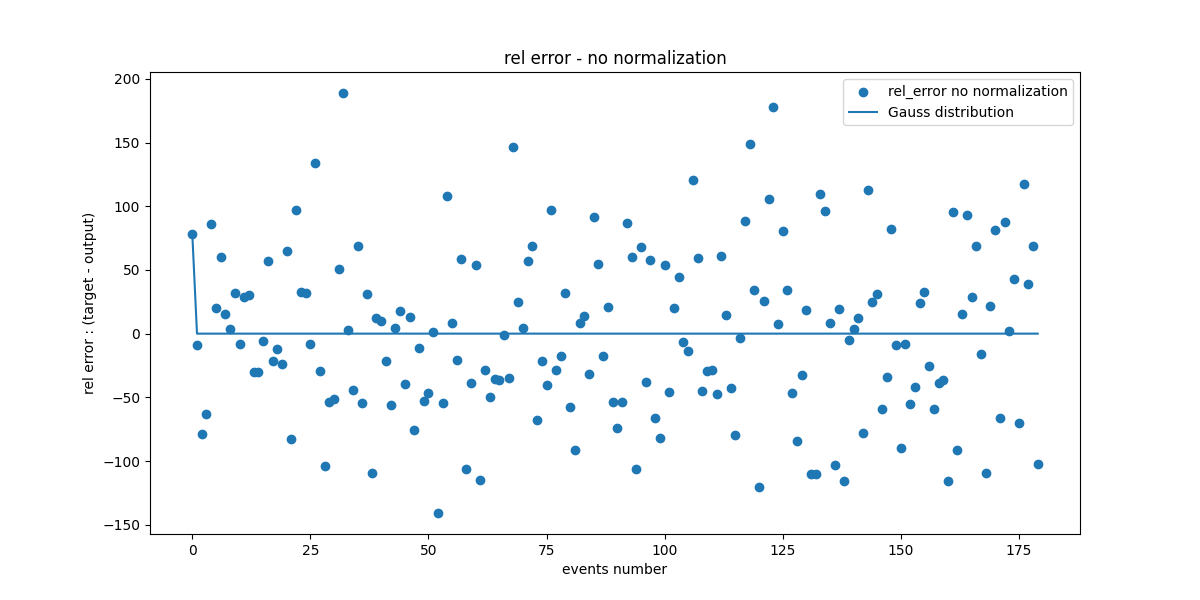 rel error - no normalization
rel_error no normalization
Gauss distribution
rel error : (tarrget - output)
200
150
100
50
0
−50
−100
−150
0 25 50 75 100 125 150 175
events number